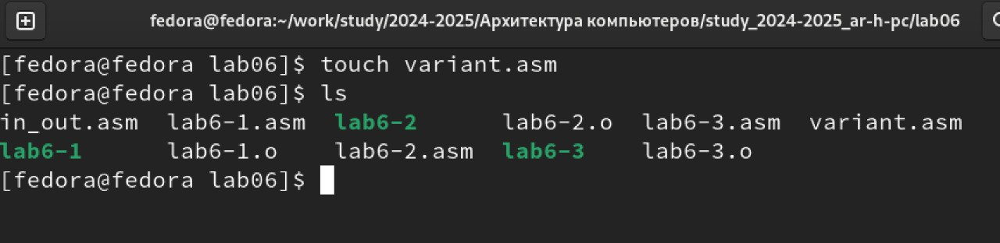 fedora@fedora:~/work/study/2024-2025/Архитектура компьютеров/study_2024-2025_ar-h-pc/lab06
[fedora@fedora lab06]$ touch variant.asm
[fedora@fedora lab06]$ ls
in_out.asm lab6-1.asm lab6-2 lab6-2.o lab6-3.asm variant.asm
lab6-1 lab6-1.o lab6-2.asm lab6-3 lab6-3.o
[fedora@fedora lab06]$